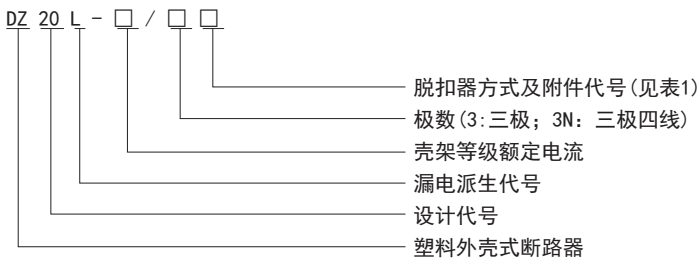 DZ 20 L - □ / □ □
脱扣器方式及附件代号(见表1)
极数(3:三极；3N：三极四线)
壳架等级额定电流
漏电派生代号
设计代号
塑料外壳式断路器